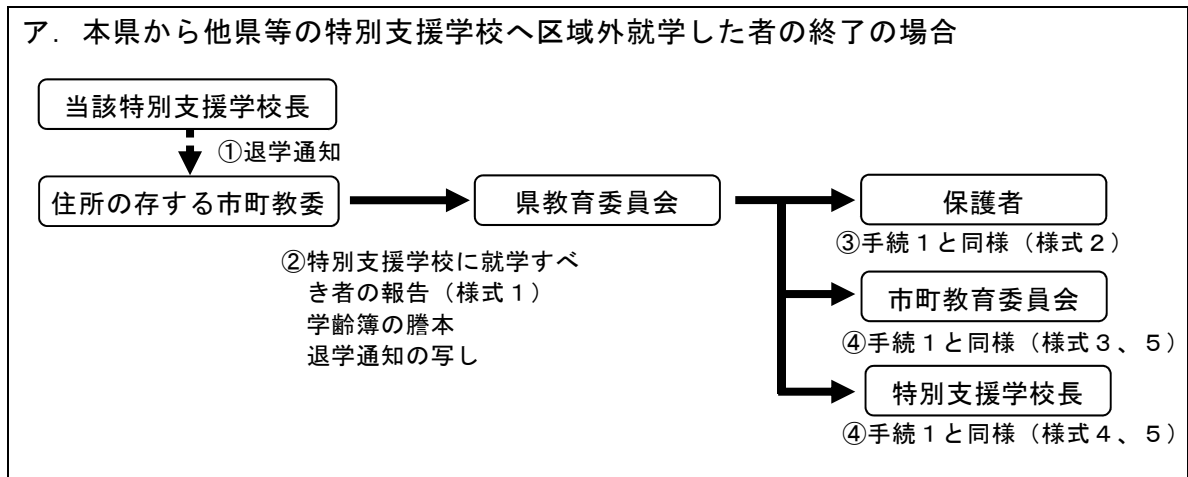 ア．本県から他県等の特別支援学校へ区域外就学した者の終了の場合
当該特別支援学校長
①退学通知
住所の存する市町教委
県教育委員会
保護者
③手続１と同様（様式２）
②特別支援学校に就学すべ
き者の報告（様式１）
学齢簿の謄本
退学通知の写し
市町教育委員会
④手続１と同様（様式３、５）
特別支援学校長
④手続１と同様（様式４、５）